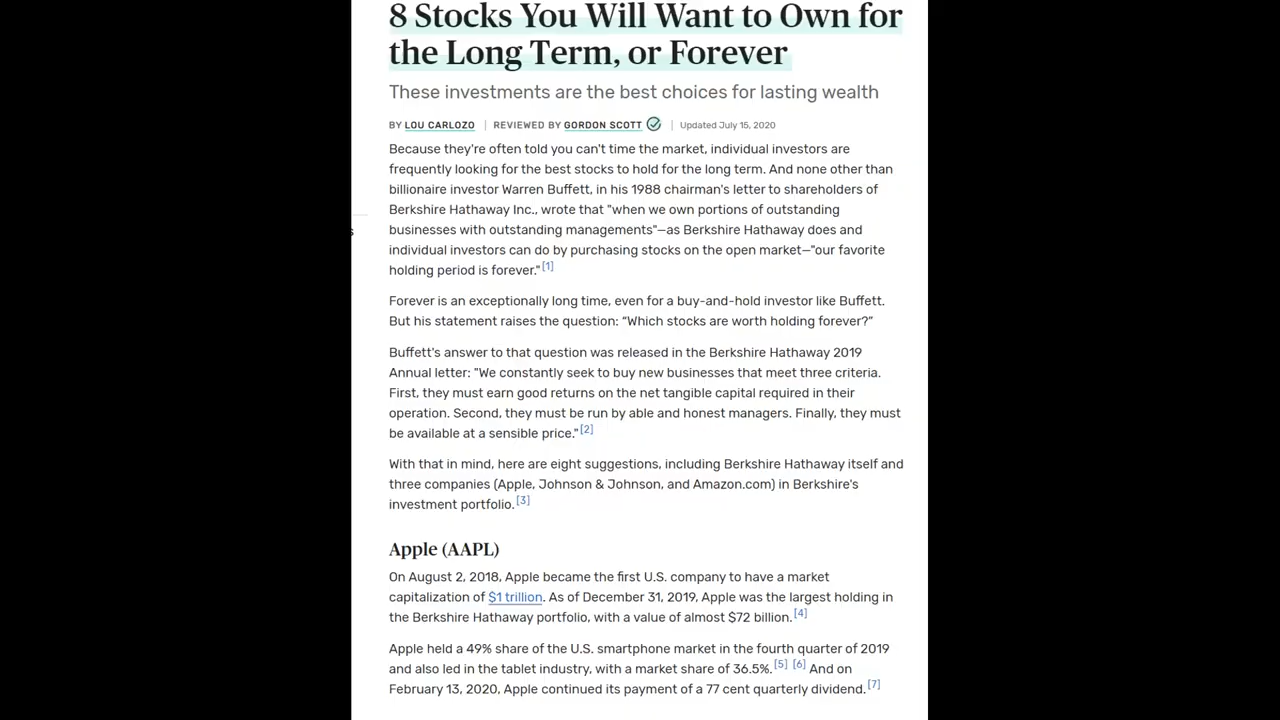 8 Stocks You Will Want to Own for
the Long Term, or Forever
These investments are the best choices for lasting wealth
BY LOU CARLOZO | REVIEWED BY GORDON SCOTT | Updated July 15, 2020
Because they're often told you can't time the market, individual investors are
frequently looking for the best stocks to hold for the long term. And none other than
billionaire investor Warren Buffett, in his 1988 chairman's letter to shareholders of
Berkshire Hathaway Inc., wrote that "when we own portions of outstanding
businesses with outstanding managements"—as Berkshire Hathaway does and
individual investors can do by purchasing stocks on the open market—"our favorite
holding period is forever." [1]
Forever is an exceptionally long time, even for a buy-and-hold investor like Buffett.
But his statement raises the question: “Which stocks are worth holding forever?”
Buffett's answer to that question was released in the Berkshire Hathaway 2019
Annual letter: "We constantly seek to buy new businesses that meet three criteria.
First, they must earn good returns on the net tangible capital required in their
operation. Second, they must be run by able and honest managers. Finally, they must
be available at a sensible price." [2]
With that in mind, here are eight suggestions, including Berkshire Hathaway itself and
three companies (Apple, Johnson & Johnson, and Amazon.com) in Berkshire's
investment portfolio. [3]
Apple (AAPL)
On August 2, 2018, Apple became the first U.S. company to have a market
capitalization of $1 trillion. As of December 31, 2019, Apple was the largest holding in
the Berkshire Hathaway portfolio, with a value of almost $72 billion. [4]
Apple held a 49% share of the U.S. smartphone market in the fourth quarter of 2019
and also led in the tablet industry, with a market share of 36.5%. [5] [6] And on
February 13, 2020, Apple continued its payment of a 77 cent quarterly dividend. [7]